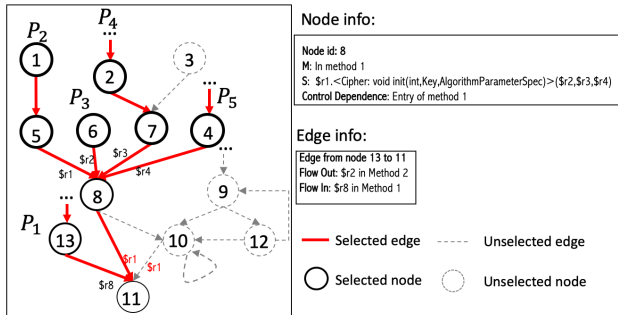 P4
...
P2
1
2
3
...
P3
P5
5
6
7
4
...
$r1
$r2
$r3
$r4
...
8
9
P1
13
10
12
$r1
$r1
$r8
11
Node info:
Node id: 8
M: In method 1
S: $r1.<Cipher: void init(int,Key,AlgorithmParameterSpec)>($r2,$r3,$r4)
Control Dependence: Entry of method 1
Edge info:
Edge from node 13 to 11
Flow Out: $r2 in Method 2
Flow In: $r8 in Method 1
Selected edge
Unselected edge
Selected node
Unselected node